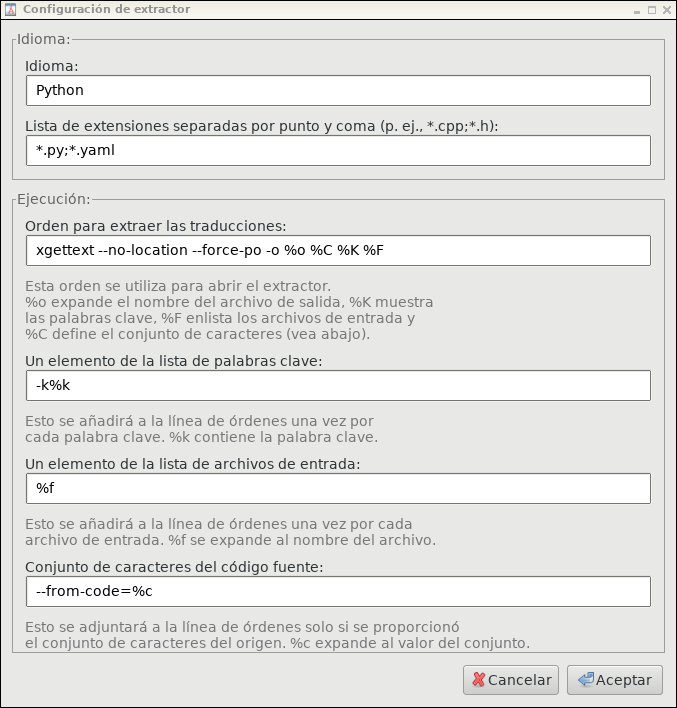 Configuración de extractor
Idioma:
Idioma:
Python
Lista de extensiones separadas por punto y coma (p. ej., *.cpp;*.h):
*.py;*.yaml
Ejecución:
Orden para extraer las traducciones:
xgettext --no-location --force-po -o %o %C %K %F
Esta orden se utiliza para abrir el extractor.
%o expande el nombre del archivo de salida, %K muestra
las palabras clave, %F enlista los archivos de entrada y
%C define el conjunto de caracteres (vea abajo).
Un elemento de la lista de palabras clave:
-k%k
Esto se añadirá a la línea de órdenes una vez por
cada palabra clave. %k contiene la palabra clave.
Un elemento de la lista de archivos de entrada:
%f
Esto se añadirá a la línea de órdenes una vez por cada
archivo de entrada. %f se expande al nombre del archivo.
Conjunto de caracteres del código fuente:
--from-code=%c
Esto se adjuntará a la línea de órdenes solo si se proporcionó
el conjunto de caracteres del origen. %c expande al valor del conjunto.
Cancelar
Aceptar